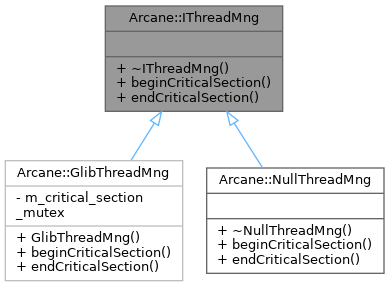 Arcane::IThreadMng
+ ~IThreadMng()
+ beginCriticalSection()
+ endCriticalSection()
Arcane::GlibThreadMng
- m_critical_section
_mutex
+ GlibThreadMng()
+ beginCriticalSection()
+ endCriticalSection()
Arcane::NullThreadMng
+ ~NullThreadMng()
+ beginCriticalSection()
+ endCriticalSection()